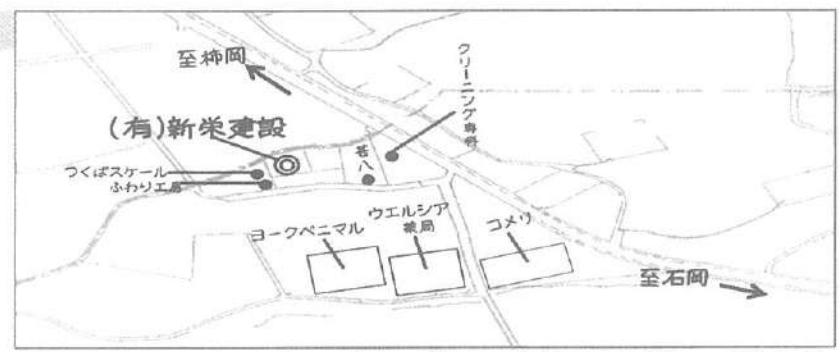 至柿岡
クリーニング専科
(有)新栄建設
つくばスケール
ふわり工房
若八
ヨークベニマル
ウエルシア
薬局
コメリ
至石岡